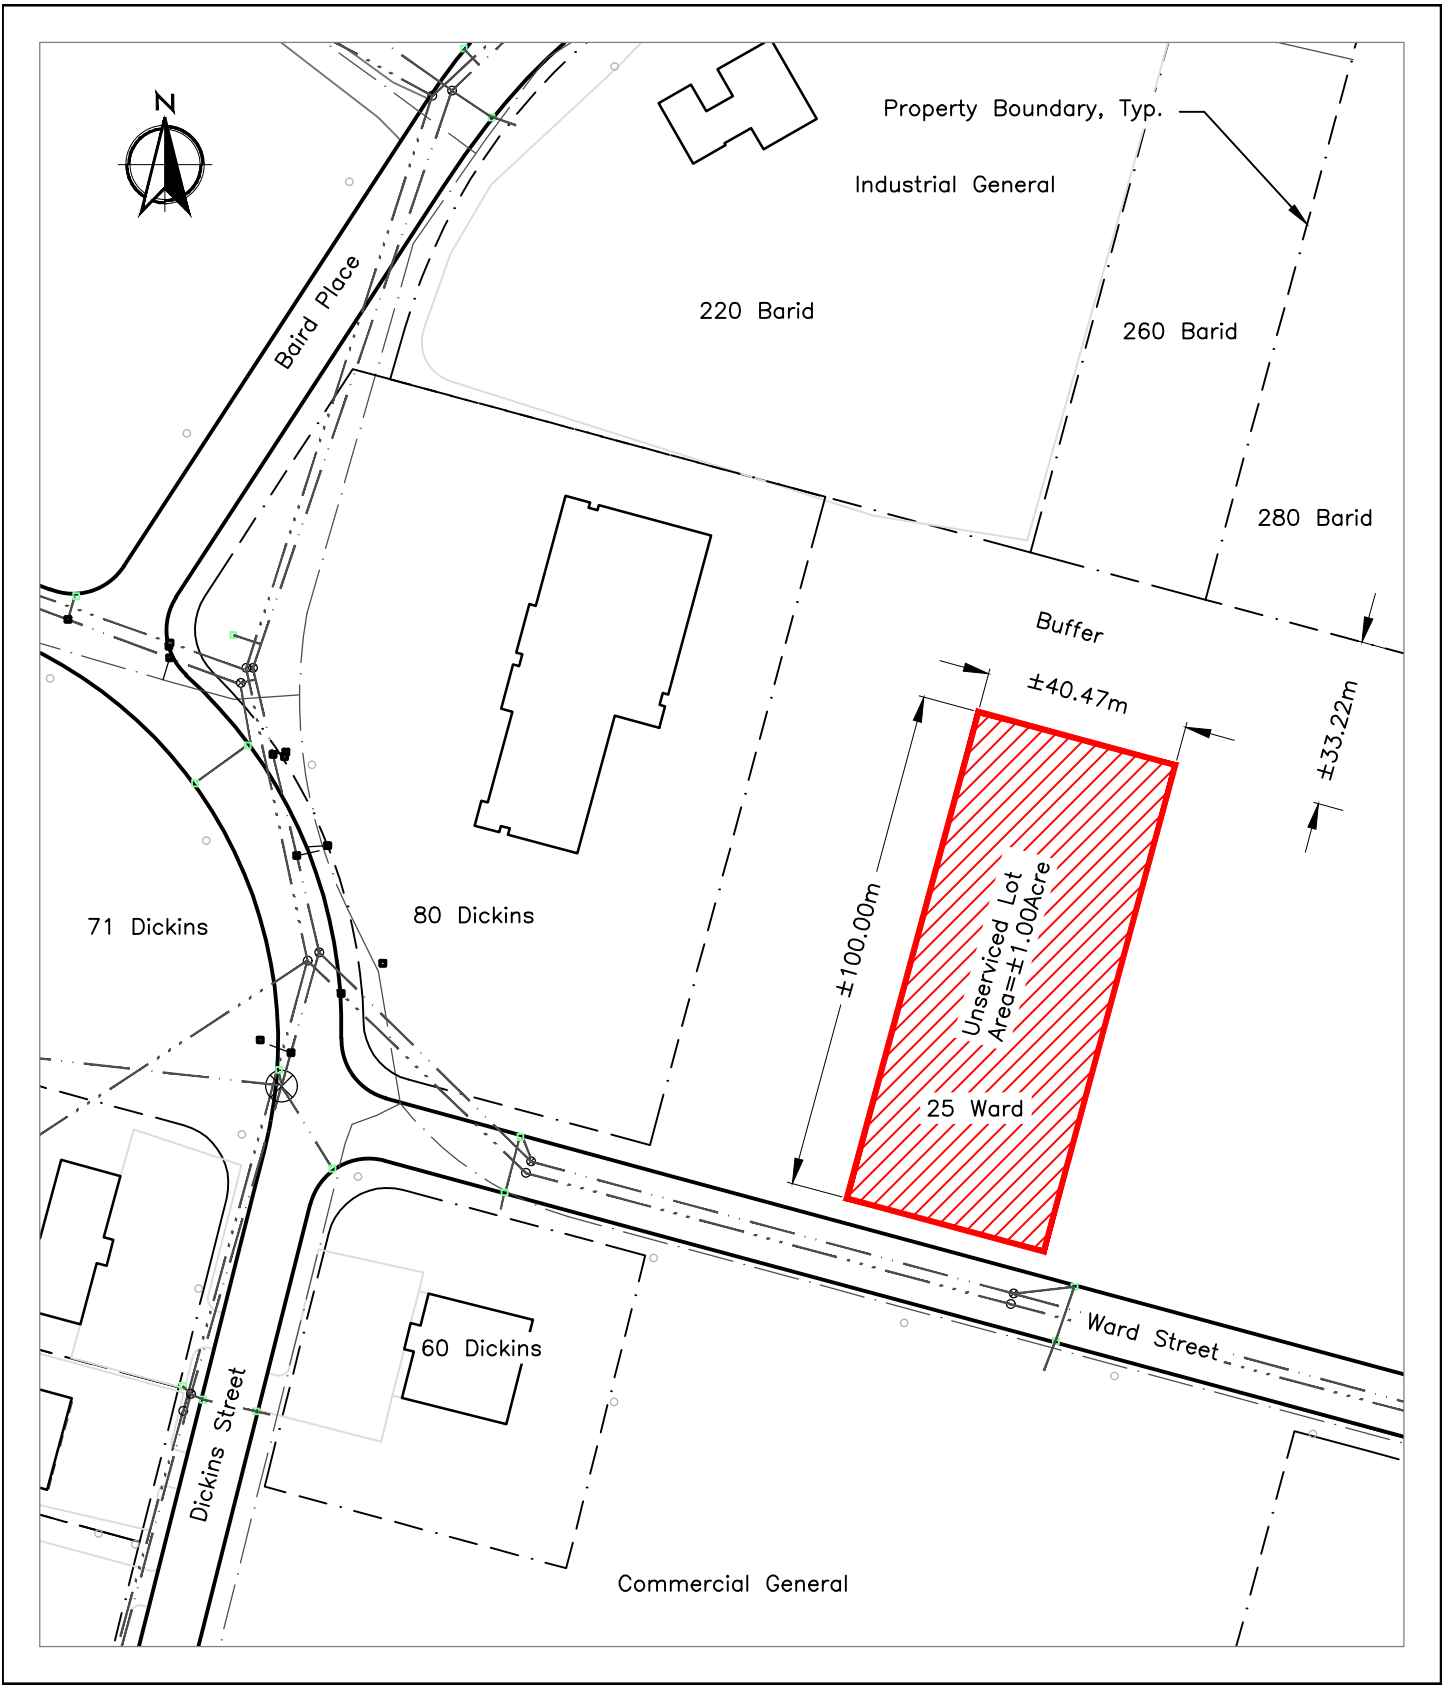 N
Property Boundary, Typ.
Industrial General
Baird Place
220 Barid
260 Barid
280 Barid
Buffer
±40.47m
±33.22m
±100.00m
Unserviced Lot
Area=±1.00Acre
80 Dickins
71 Dickins
25 Ward
Ward Street
60 Dickins
Dickins Street
Commercial General